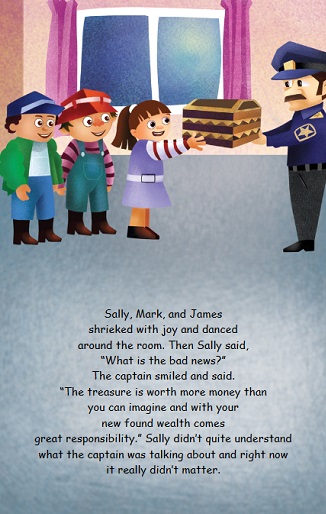 Sally, Mark, and James
shrieked with joy and danced
around the room. Then Sally said,
“What is the bad news?”
The captain smiled and said.
“The treasure is worth more money than
you can imagine and with your
new found wealth comes
great responsibility.” Sally didn’t quite understand
what the captain was talking about and right now
it really didn’t matter.